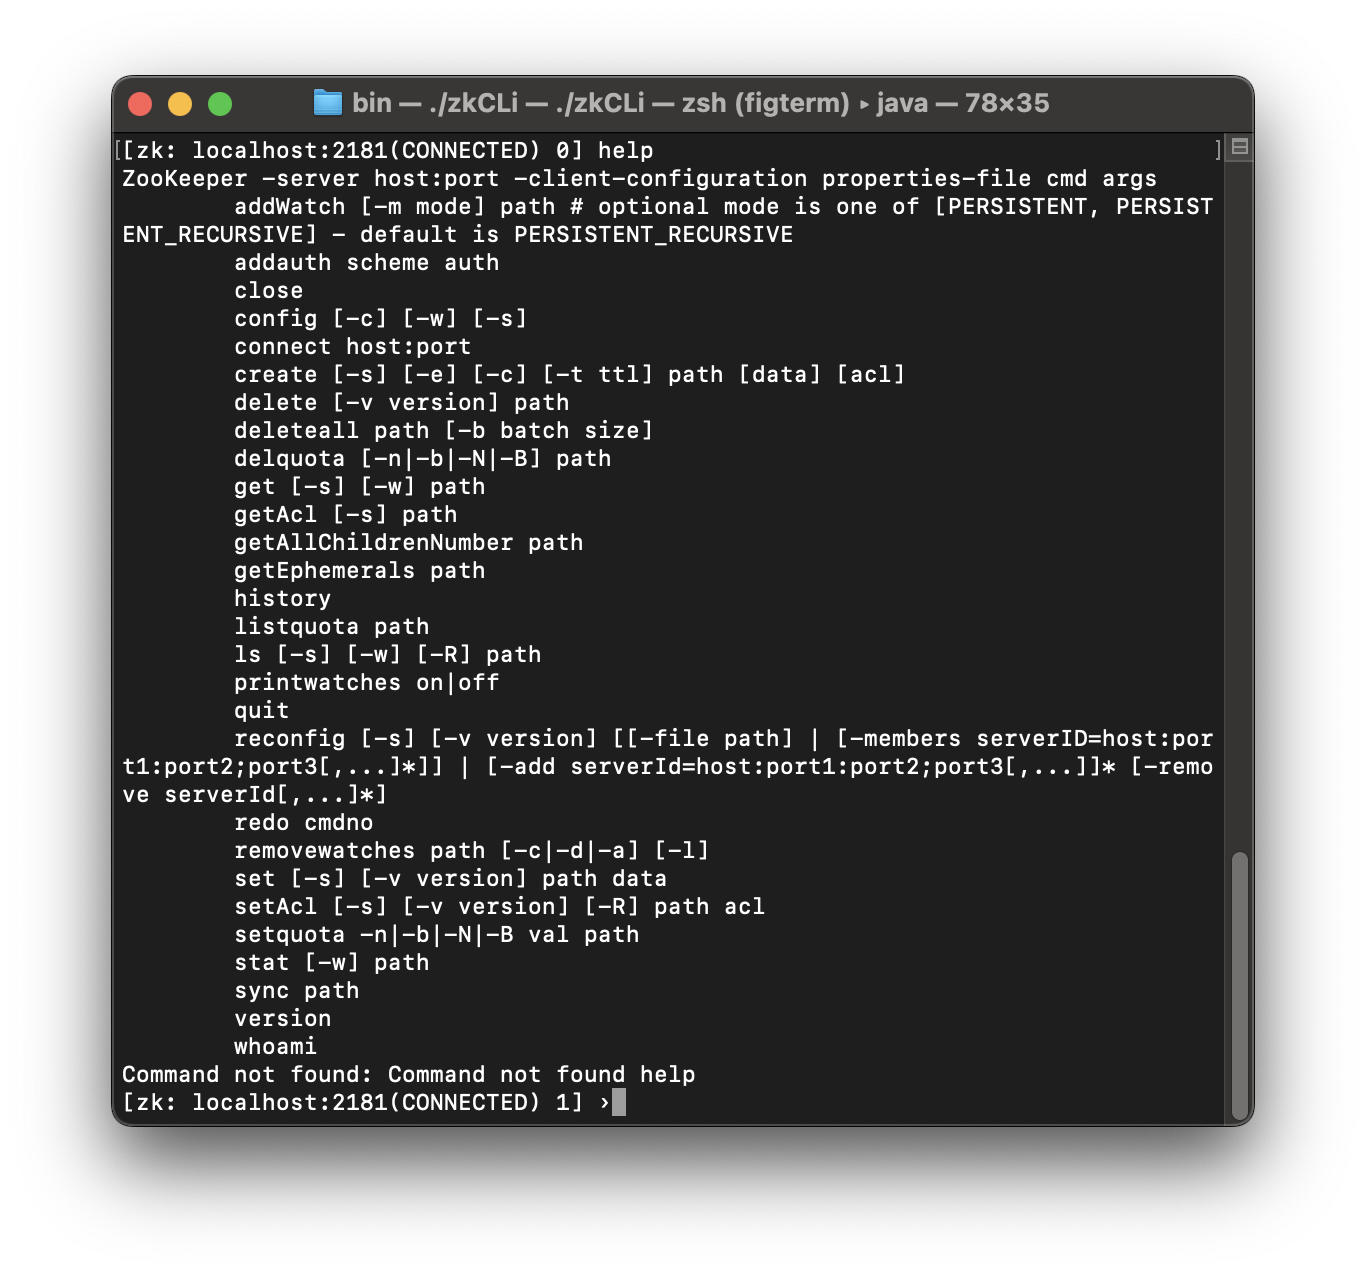 bin — ./zkCLi — ./zkCLi — zsh (figterm) ▸ java — 78×35
[[zk: localhost:2181(CONNECTED) 0] help ]
ZooKeeper -server host:port -client-configuration properties-file cmd args
        addWatch [-m mode] path # optional mode is one of [PERSISTENT, PERSIST
ENT_RECURSIVE] - default is PERSISTENT_RECURSIVE
        addauth scheme auth
        close
        config [-c] [-w] [-s]
        connect host:port
        create [-s] [-e] [-c] [-t ttl] path [data] [acl]
        delete [-v version] path
        deleteall path [-b batch size]
        delquota [-n|-b|-N|-B] path
        get [-s] [-w] path
        getAcl [-s] path
        getAllChildrenNumber path
        getEphemerals path
        history
        listquota path
        ls [-s] [-w] [-R] path
        printwatches on|off
        quit
        reconfig [-s] [-v version] [[-file path] | [-members serverID=host:por
t1:port2;port3[,...]*]] | [-add serverId=host:port1:port2;port3[,...]]* [-remo
ve serverId[,...]*]
        redo cmdno
        removewatches path [-c|-d|-a] [-l]
        set [-s] [-v version] path data
        setAcl [-s] [-v version] [-R] path acl
        setquota -n|-b|-N|-B val path
        stat [-w] path
        sync path
        version
        whoami
Command not found: Command not found help
[zk: localhost:2181(CONNECTED) 1] ›